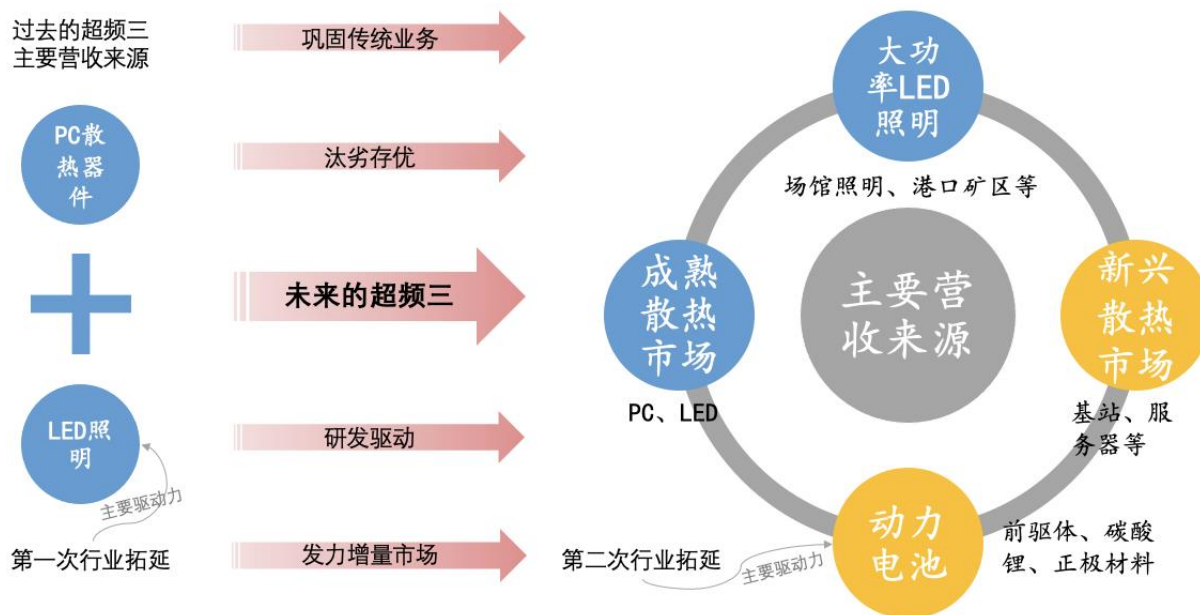 过去的超频三
主要营收来源
PC散
热器
件
LED照
明
主要驱动力
第一次行业拓延
巩固传统业务
汰劣存优
未来的超频三
研发驱动
发力增量市场
大功
率LED
照明
场馆照明、港口矿区等
成熟
散热
市场
PC、LED
主要营
收来源
新兴
散热
市场
基站、服
务器等
第二次行业拓延
主要驱动力
动力
电池
前驱体、碳酸
锂、正极材料